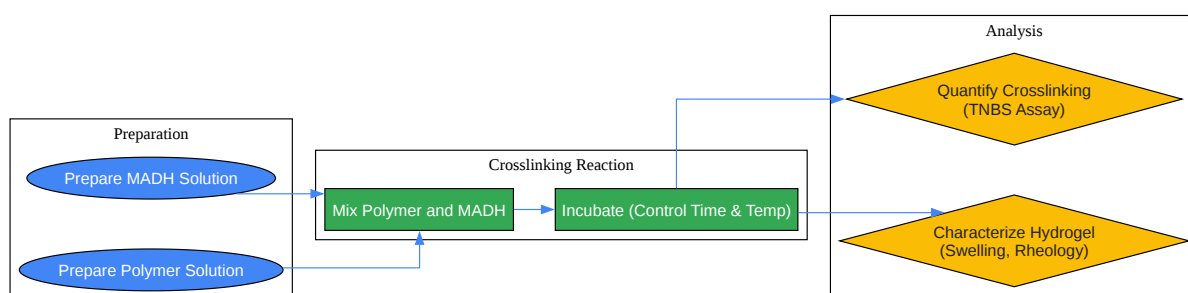 Preparation
Prepare MADH Solution
Prepare Polymer Solution
Crosslinking Reaction
Mix Polymer and MADH
Incubate (Control Time & Temp)
Analysis
Quantify Crosslinking
(TNBS Assay)
Characterize Hydrogel
(Swelling, Rheology)